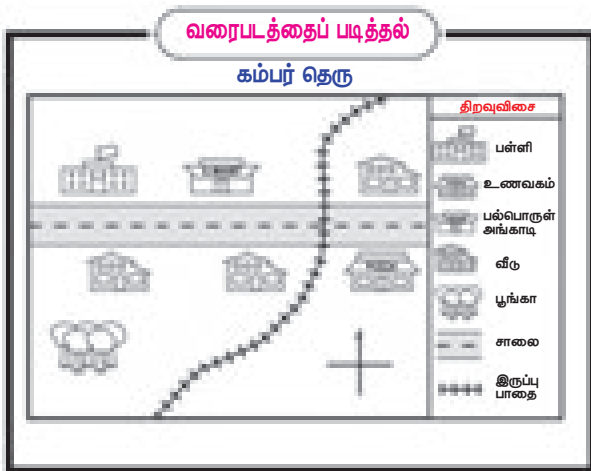 வரைபடத்தைப் படித்தல்
கம்பர் தெரு
திறவுவிசை
பள்ளி
உணவகம்
பல்பொருள்
அங்காடி
வீடு
பூங்கா
சாலை
இருப்பு
பாதை